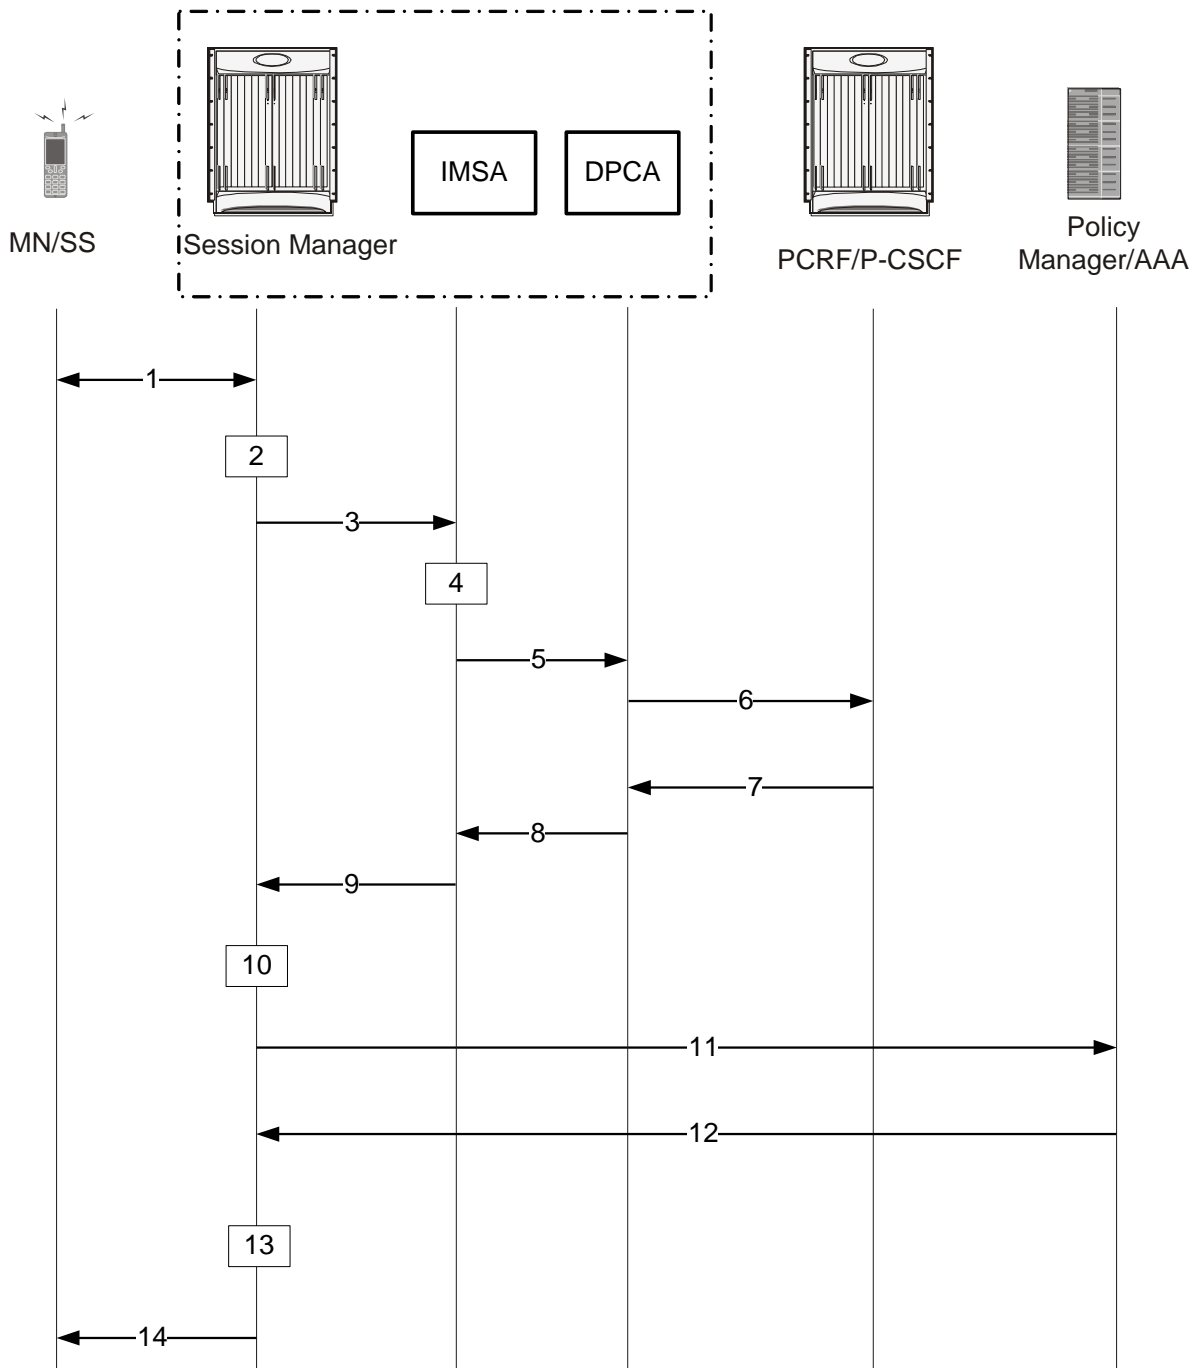 IMSA
DPCA
MN/SS
Session Manager
PCRF/P-CSCF
Policy
Manager/AAA
1
2
3
4
5
6
7
8
9
10
11
12
13
14